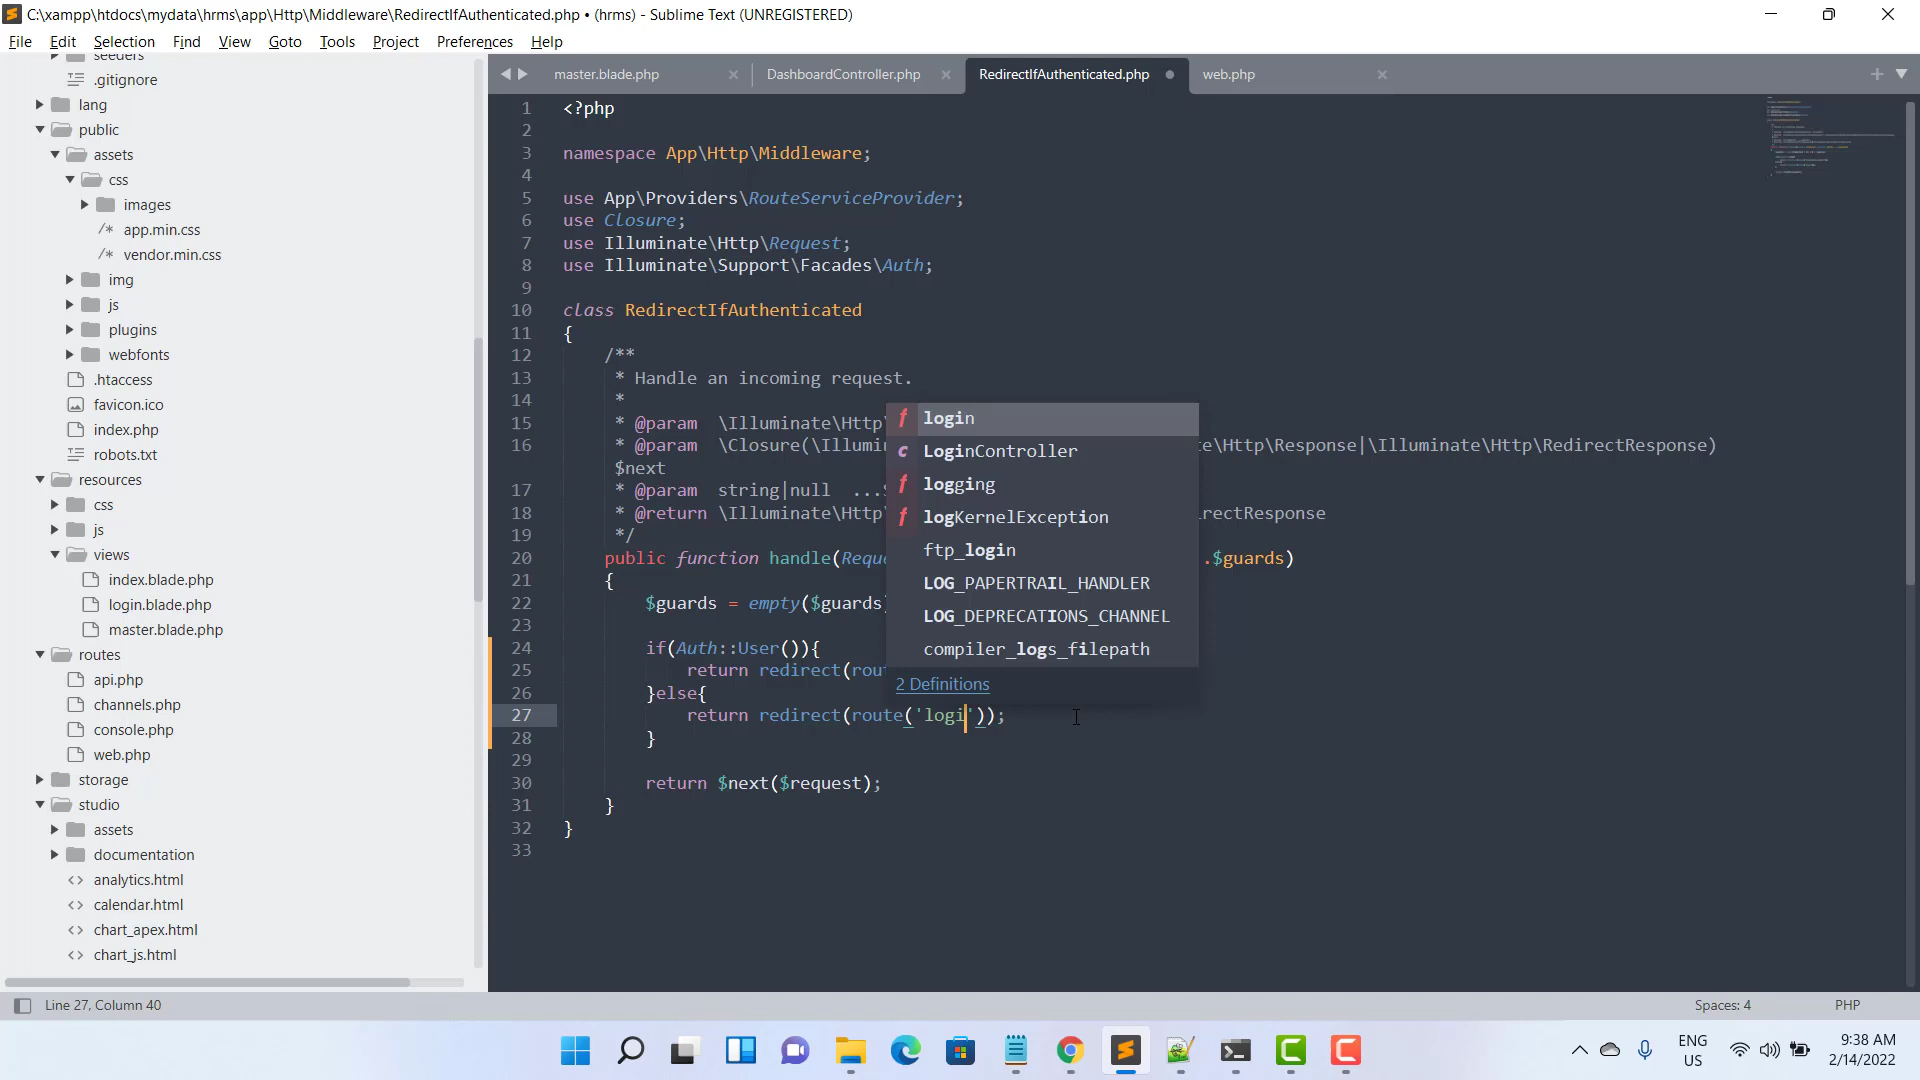 C:\xampp\htdocs\mydata\hrms\app\Http\Middleware\RedirectIfAuthenticated.php • (hrms) - Sublime Text (UNREGISTERED)
File Edit Selection Find View Goto Tools Project Preferences Help
seeders
.gitignore
lang
public
assets
css
images
/* app.min.css
/* vendor.min.css
img
js
plugins
webfonts
.htaccess
favicon.ico
index.php
robots.txt
resources
css
js
views
index.blade.php
login.blade.php
master.blade.php
routes
api.php
channels.php
console.php
web.php
storage
studio
assets
documentation
<> analytics.html
<> calendar.html
<> chart_apex.html
<> chart_js.html
master.blade.php DashboardController.php RedirectIfAuthenticated.php web.php
1 <?php
2
3 namespace App\Http\Middleware;
4
5 use App\Providers\RouteServiceProvider;
6 use Closure;
7 use Illuminate\Http\Request;
8 use Illuminate\Support\Facades\Auth;
9
10 class RedirectIfAuthenticated
11 {
12 /**
13 * Handle an incoming request.
14 *
15 * @param \Illuminate\Htt
16 * @param \Closure(\Illumi te\Http\Response|\Illuminate\Http\RedirectResponse)
$next
17 * @param string|null ...
18 * @return \Illuminate\Http rectResponse
19 */
20 public function handle(Reque .$guards)
21 {
22 $guards = empty($guards)
23
24 if(Auth::User()){
25 return redirect(rout
26 }else{
27 return redirect(route('logi'));
28 }
29
30 return $next($request);
31 }
32 }
33
f login
c LoginController
f logging
f logKernelException
ftp_login
LOG_PAPERTRAIL_HANDLER
LOG_DEPRECATIONS_CHANNEL
compiler_logs_filepath
2 Definitions
Line 27, Column 40 Spaces: 4 PHP
ENG
US
9:38 AM
2/14/2022